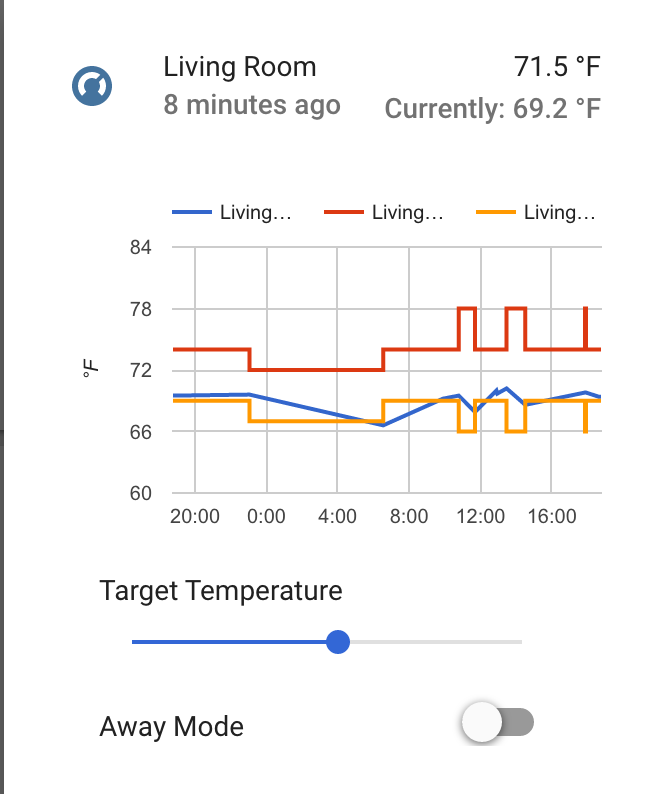 Living Room
71.5 °F
8 minutes ago
Currently: 69.2 °F
Living...
Living...
Living...
84
78
72
66
60
°F
20:00
0:00
4:00
8:00
12:00
16:00
Target Temperature
Away Mode